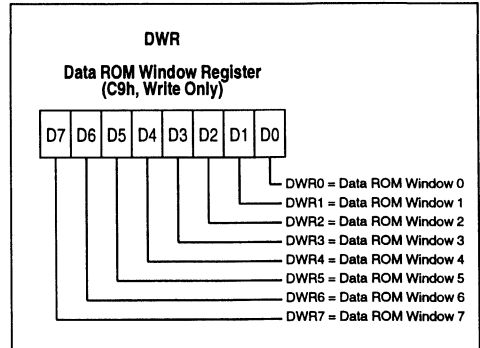 DWR
Data ROM Window Register
(C9h, Write Only)
D7 D6 D5 D4 D3 D2 D1 D0
DWR0 = Data ROM Window 0
DWR1 = Data ROM Window 1
DWR2 = Data ROM Window 2
DWR3 = Data ROM Window 3
DWR4 = Data ROM Window 4
DWR5 = Data ROM Window 5
DWR6 = Data ROM Window 6
DWR7 = Data ROM Window 7